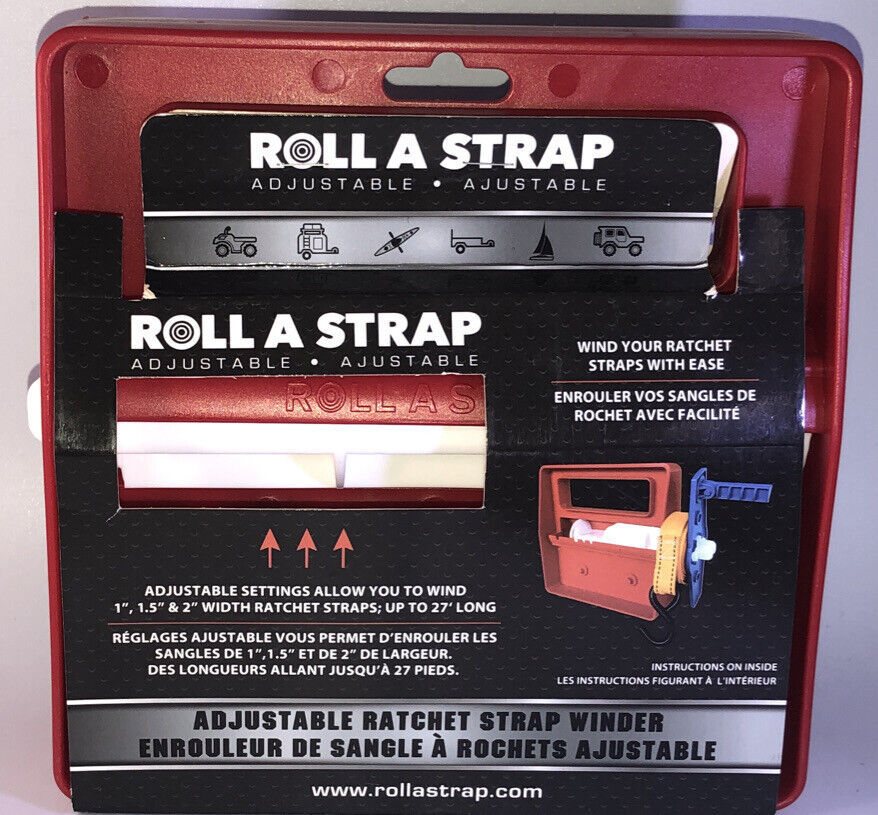 ROLL A STRAP
ADJUSTABLE • AJUSTABLE
ROLL A STRAP
ADJUSTABLE • AJUSTABLE
ROLL A S
WIND YOUR RATCHET
STRAPS WITH EASE
ENROULER VOS SANGLES DE
ROCHET AVEC FACILITÉ
ADJUSTABLE SETTINGS ALLOW YOU TO WIND
1", 1.5" & 2" WIDTH RATCHET STRAPS; UP TO 27' LONG
RÉGLAGES AJUSTABLE VOUS PERMET D'ENROULER LES
SANGLES DE 1",1.5" ET DE 2" DE LARGEUR.
DES LONGUEURS ALLANT JUSQU'À 27 PIEDS.
INSTRUCTIONS ON INSIDE
LES INSTRUCTIONS FIGURANT À L'INTÉRIEUR
ADJUSTABLE RATCHET STRAP WINDER
ENROULEUR DE SANGLE À ROCHETS AJUSTABLE
www.rollastrap.com